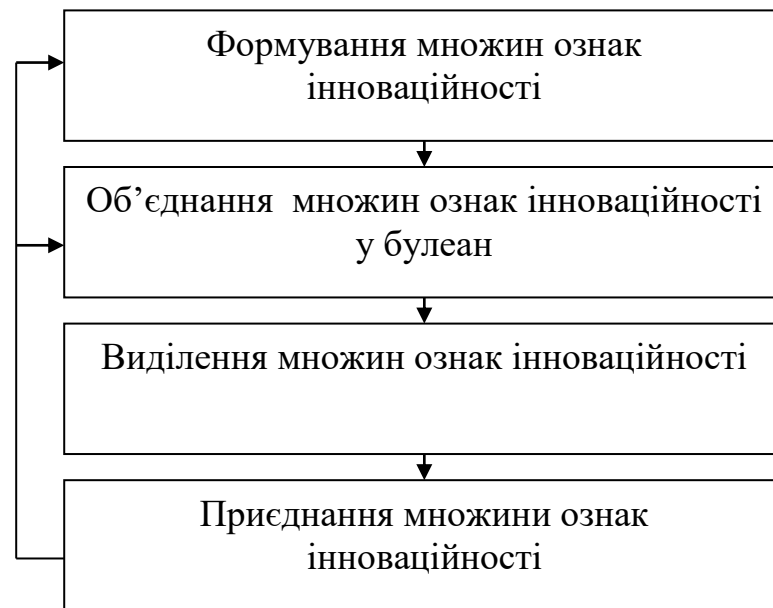 Формування множин ознак
інноваційності
Об’єднання  множин ознак інноваційності
у булеан
Виділення множин ознак інноваційності
Приєднання множини ознак
інноваційності